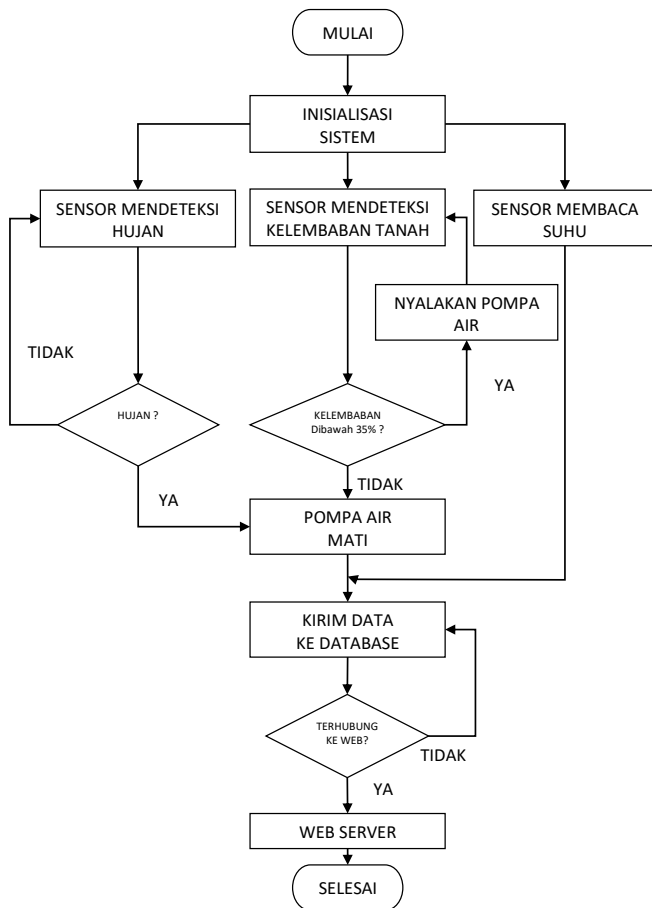 MULAI
INISIALISASI
SISTEM
SENSOR MENDETEKSI
HUJAN
SENSOR MENDETEKSI
KELEMBABAN TANAH
SENSOR MEMBACA
SUHU
NYALAKAN POMPA
AIR
TIDAK
YA
HUJAN ?
KELEMBABAN
Dibawah 35% ?
TIDAK
YA
POMPA AIR
MATI
KIRIM DATA
KE DATABASE
TERHUBUNG
KE WEB?
TIDAK
YA
WEB SERVER
SELESAI